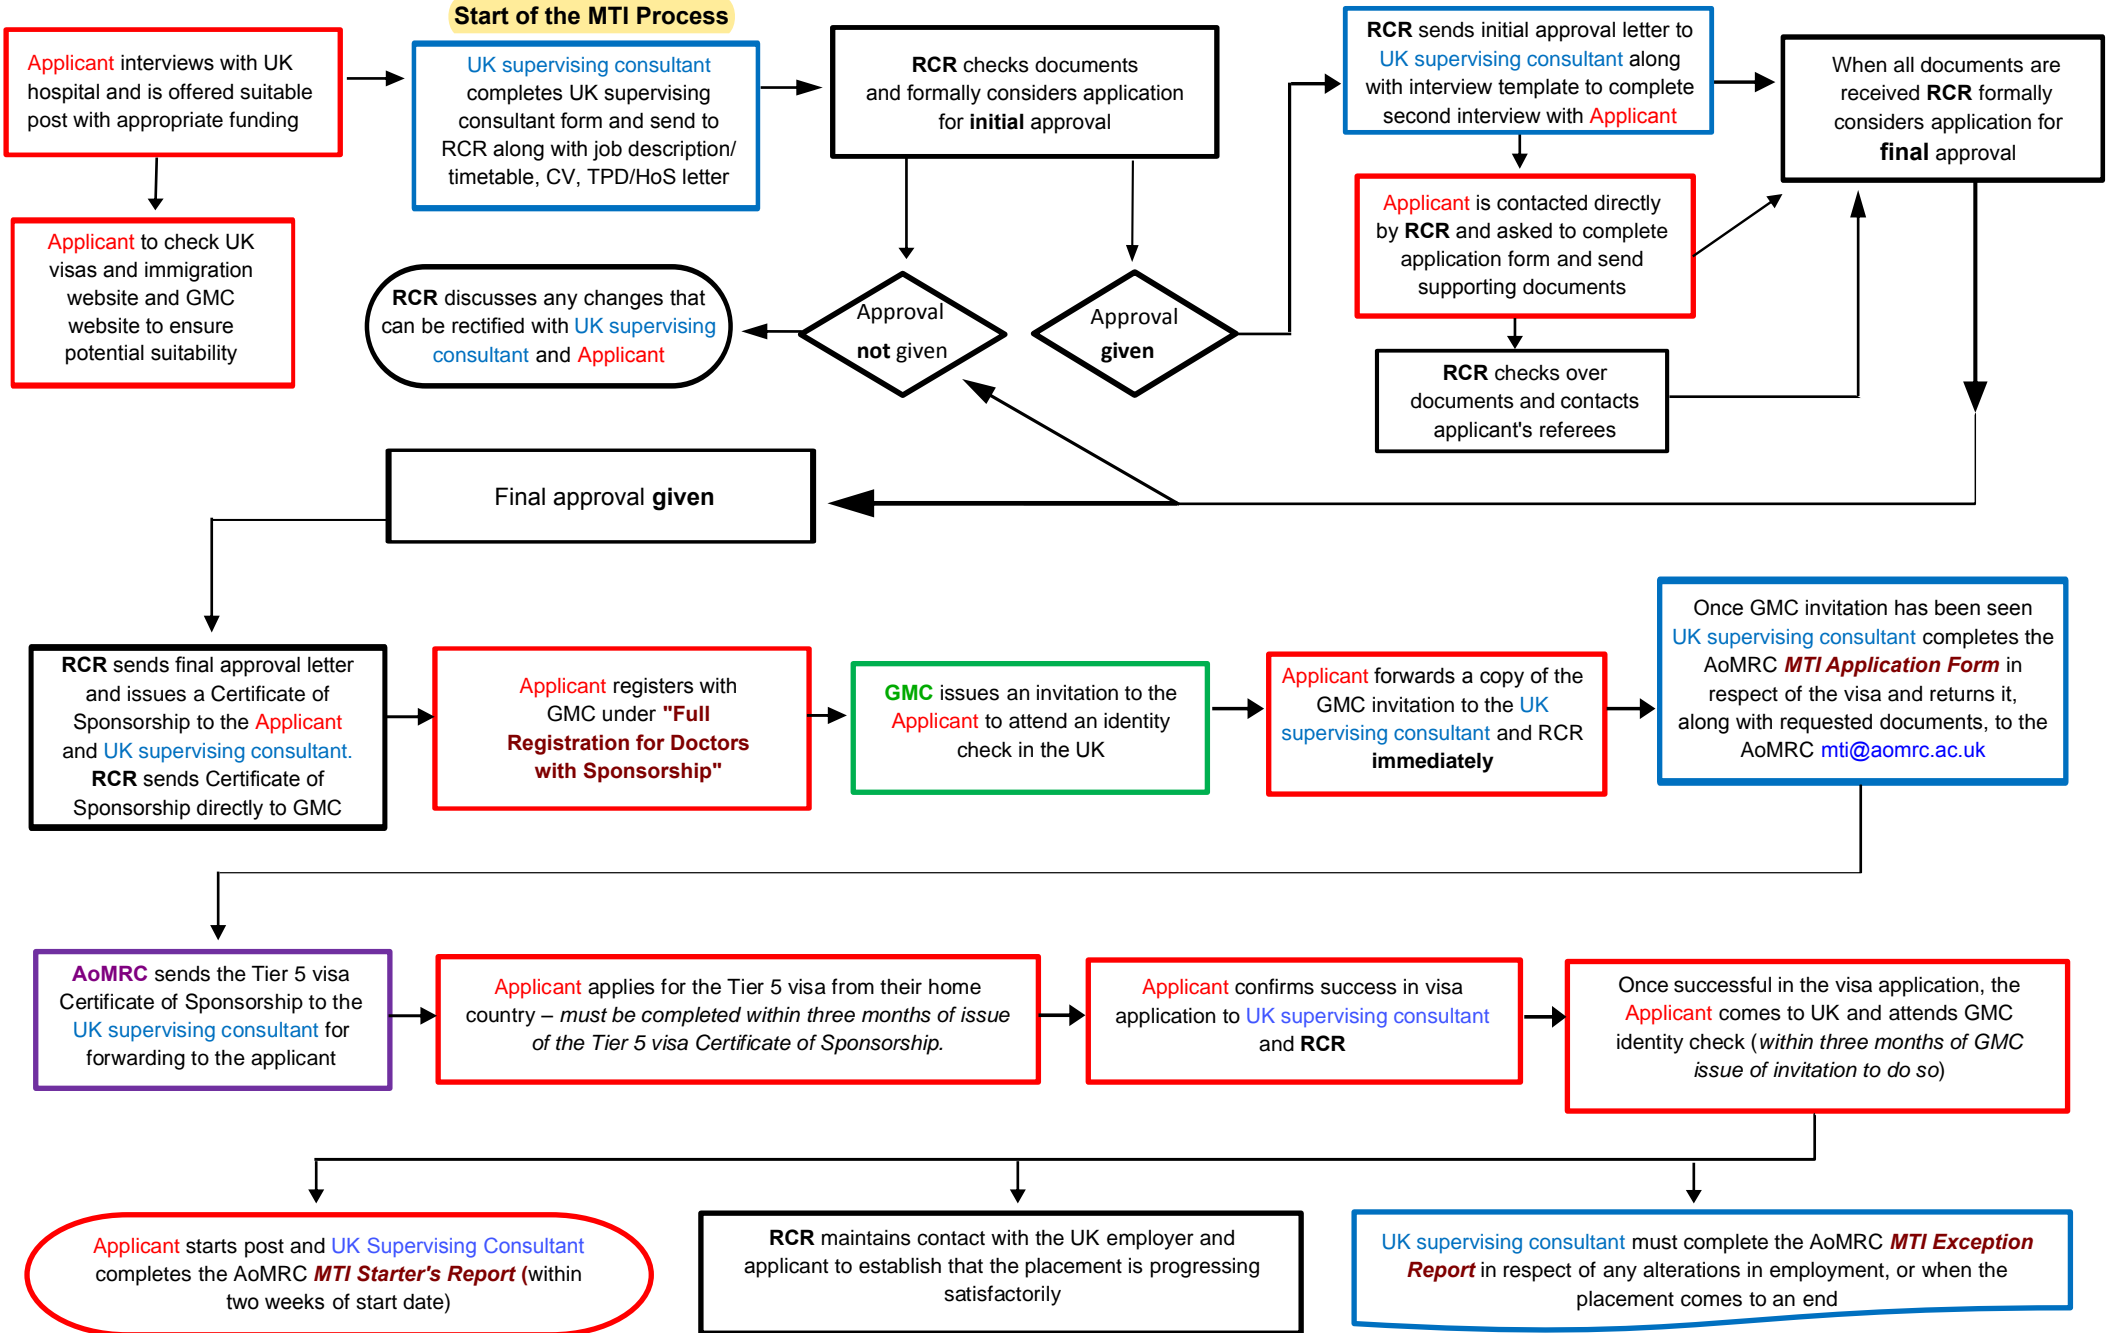 Start of the MTI Process
Applicant interviews with UK
hospital and is offered suitable
post with appropriate funding
Applicant to check UK
visas and immigration
website and GMC
website to ensure
potential suitability
UK supervising consultant
completes UK supervising
consultant form and send to
RCR along with job description/
timetable, CV, TPD/HoS letter
RCR checks documents
and formally considers application
for initial approval
RCR discusses any changes that
can be rectified with UK supervising
consultant and Applicant
Approval
not given
Approval
given
RCR sends initial approval letter to
UK supervising consultant along
with interview template to complete
second interview with Applicant
Applicant is contacted directly
by RCR and asked to complete
application form and send
supporting documents
RCR checks over
documents and contacts
applicant's referees
When all documents are
received RCR formally
considers application for
final approval
Final approval given
RCR sends final approval letter
and issues a Certificate of
Sponsorship to the Applicant
and UK supervising consultant.
RCR sends Certificate of
Sponsorship directly to GMC
Applicant registers with
GMC under "Full
Registration for Doctors
with Sponsorship"
GMC issues an invitation to the
Applicant to attend an identity
check in the UK
Applicant forwards a copy of the
GMC invitation to the UK
supervising consultant and RCR
immediately
Once GMC invitation has been seen
UK supervising consultant completes the
AoMRC MTI Application Form in
respect of the visa and returns it,
along with requested documents, to the
AoMRC mti@aomrc.ac.uk
AoMRC sends the Tier 5 visa
Certificate of Sponsorship to the
UK supervising consultant for
forwarding to the applicant
Applicant applies for the Tier 5 visa from their home
country – must be completed within three months of issue
of the Tier 5 visa Certificate of Sponsorship.
Applicant confirms success in visa
application to UK supervising consultant
and RCR
Once successful in the visa application, the
Applicant comes to UK and attends GMC
identity check (within three months of GMC
issue of invitation to do so)
Applicant starts post and UK Supervising Consultant
completes the AoMRC MTI Starter's Report (within
two weeks of start date)
RCR maintains contact with the UK employer and
applicant to establish that the placement is progressing
satisfactorily
UK supervising consultant must complete the AoMRC MTI Exception
Report in respect of any alterations in employment, or when the
placement comes to an end